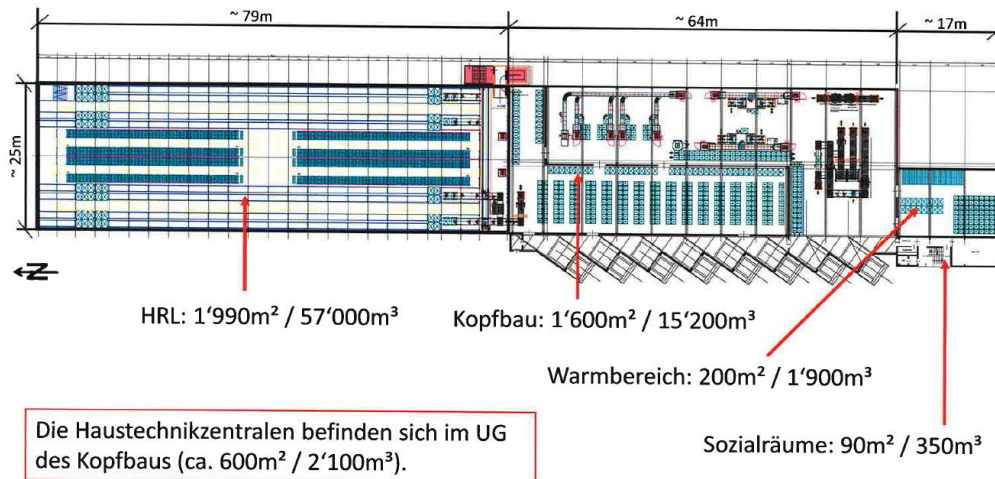 ~ 79m
~ 64m
~ 17m
~ 25m
N
HRL: 1‘990m² / 57‘000m³
Kopfbau: 1‘600m² / 15‘200m³
Warmbereich: 200m² / 1‘900m³
Sozialräume: 90m² / 350m³
Die Haustechnikzentralen befinden sich im UG
des Kopfbaus (ca. 600m² / 2‘100m³).